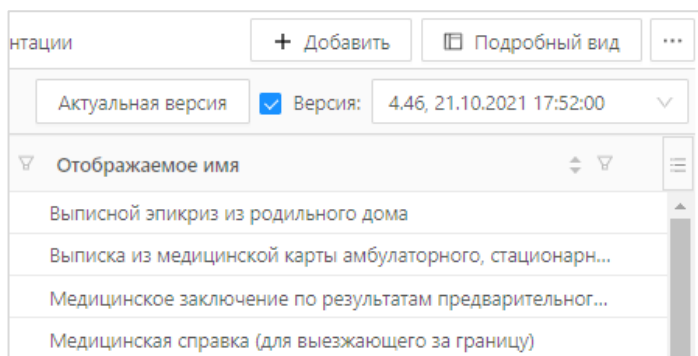 нтации + Добавить Подробный вид ...
Актуальная версия Версия: 4.46, 21.10.2021 17:52:00
Отображаемое имя
Выписной эпикриз из родильного дома
Выписка из медицинской карты амбулаторного, стационарн...
Медицинское заключение по результатам предварительног...
Медицинская справка (для выезжающего за границу)